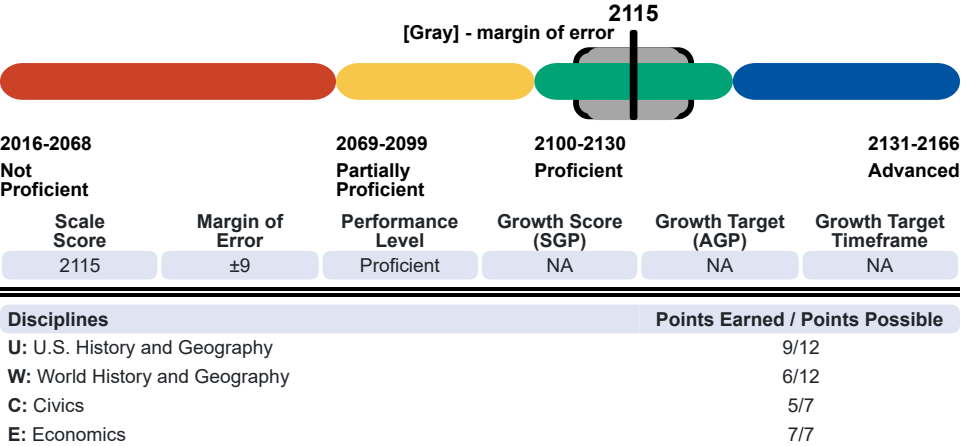 2115
[Gray] - margin of error
2016-2068 2069-2099 2100-2130 2131-2166
Not Partially Proficient Advanced
Proficient Proficient
Scale Margin of Performance Growth Score Growth Target Growth Target
Score Error Level (SGP) (AGP) Timeframe
2115 ±9 Proficient NA NA NA
Disciplines Points Earned / Points Possible
U: U.S. History and Geography 9/12
W: World History and Geography 6/12
C: Civics 5/7
E: Economics 7/7